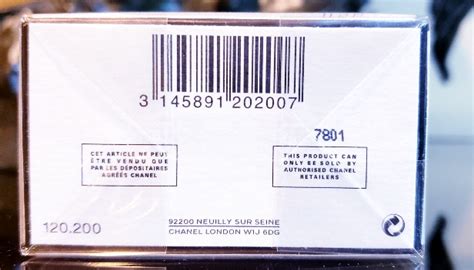 3 145891 202007
7801
CET ARTICLE NE PEUT
ÊTRE VENDU QUE
PAR LES DÉPOSITAIRES
AGRÉÉS CHANEL
THIS PRODUCT CAN
ONLY BE SOLD BY
AUTHORISED CHANEL
RETAILERS
120.200
92200 NEUILLY SUR SEINE
CHANEL LONDON W1J 6DG